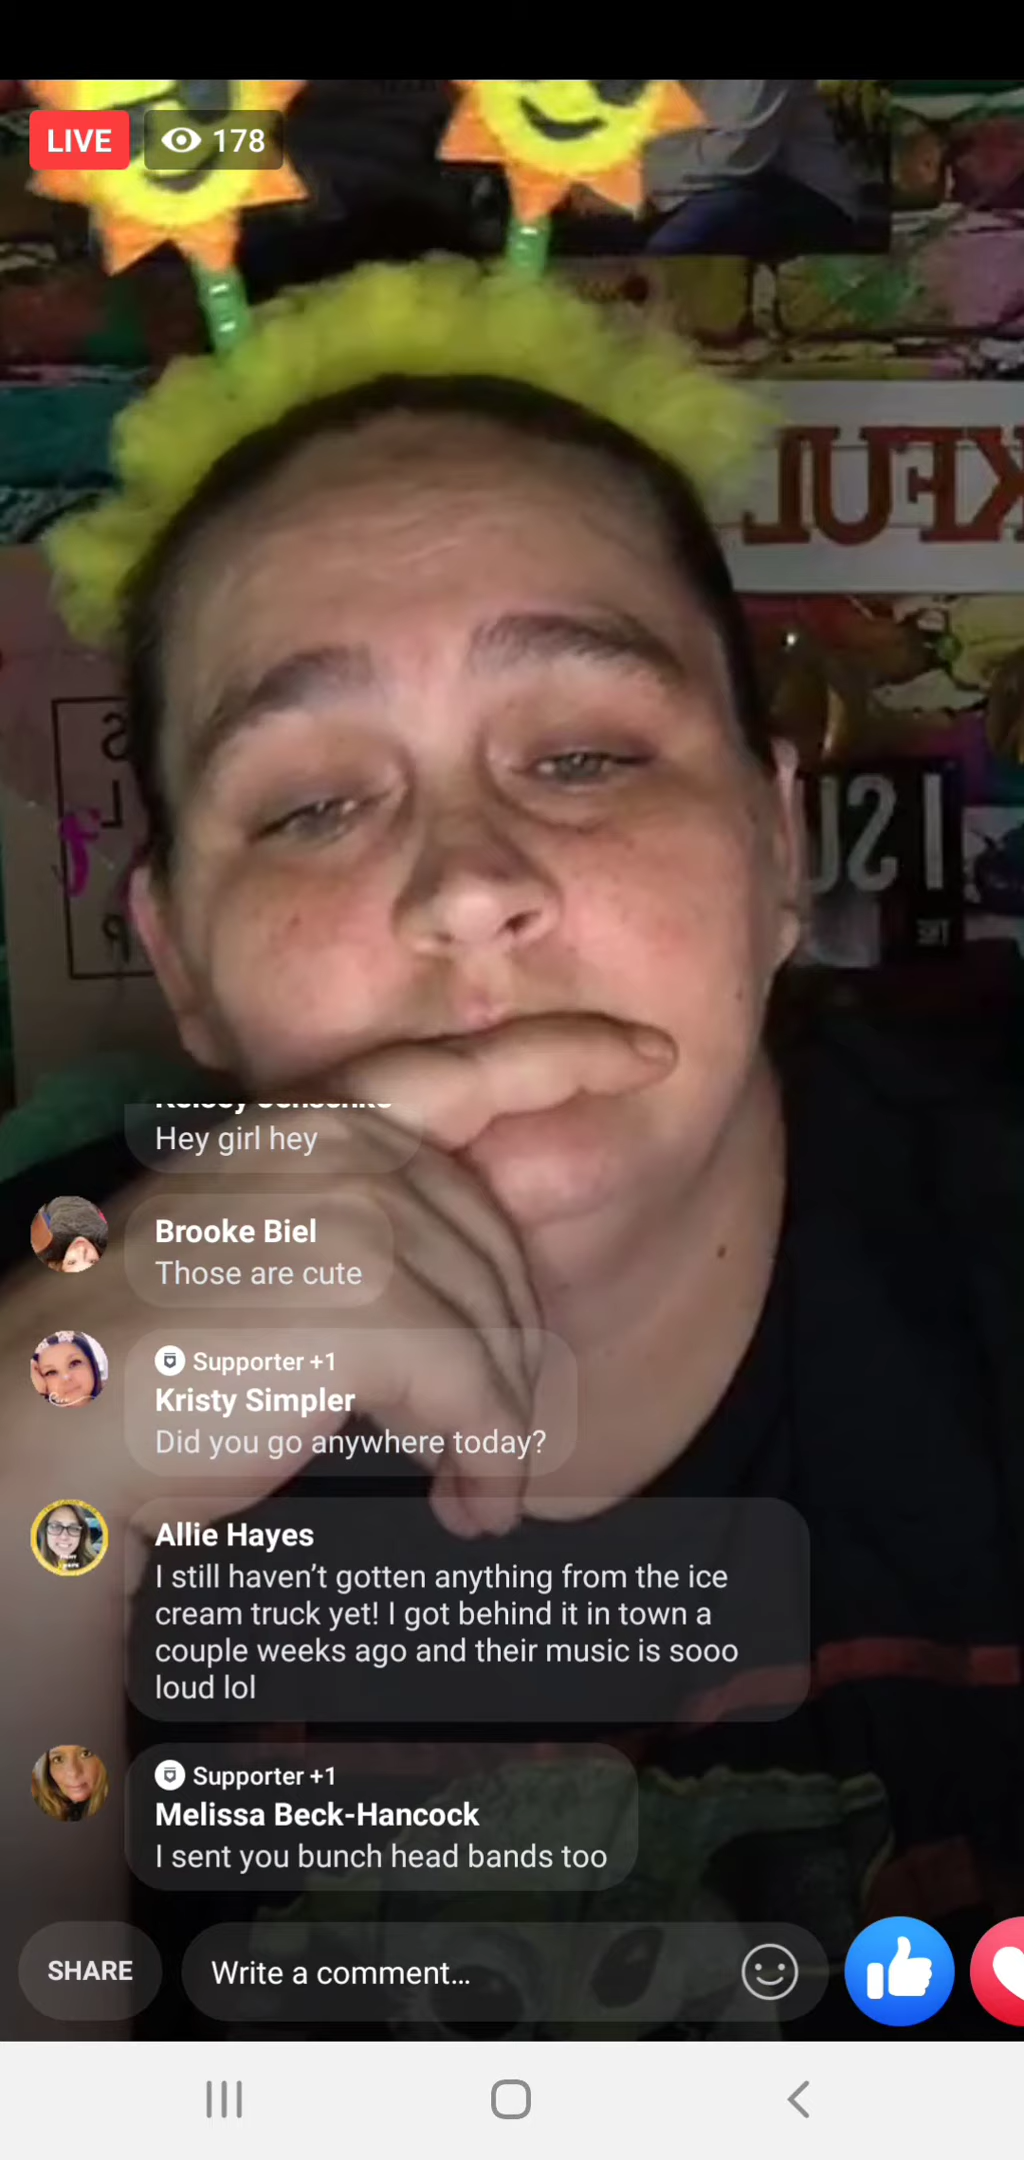 LIVE 178
KFUL
I SU
THE
Hey girl hey
Brooke Biel
Those are cute
Supporter +1
Kristy Simpler
Did you go anywhere today?
Allie Hayes
I still haven’t gotten anything from the ice
cream truck yet! I got behind it in town a
couple weeks ago and their music is sooo
loud lol
Supporter +1
Melissa Beck-Hancock
I sent you bunch head bands too
SHARE
Write a comment...